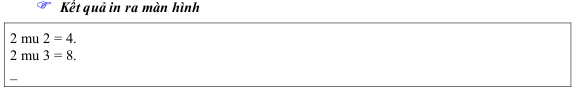 ☞ Kết quả in ra màn hình
2 mu 2 = 4.
2 mu 3 = 8.
_